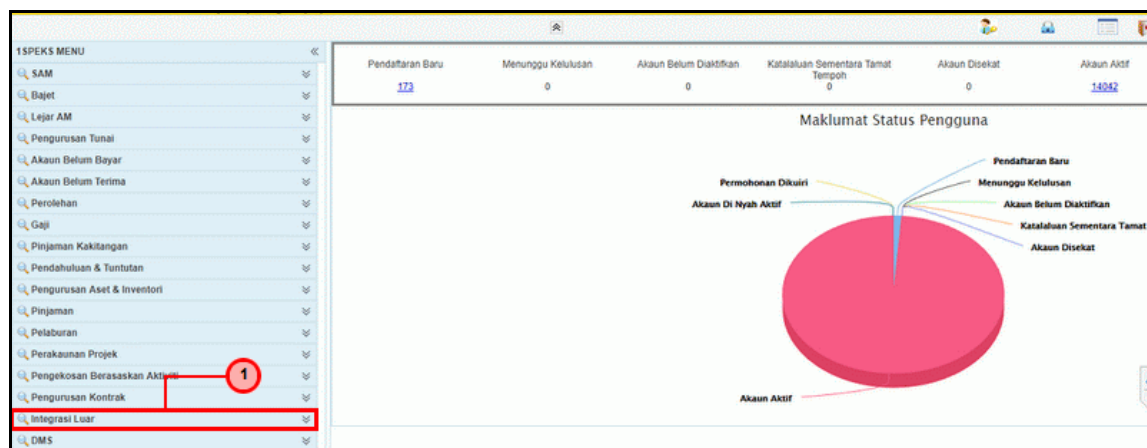 1SPEKS MENU
SAM
Bajet
Lejar AM
Pengurusan Tunai
Akaun Belum Bayar
Akaun Belum Terima
Perolehan
Gaji
Pinjaman Kakitangan
Pendahuluan & Tuntutan
Pengurusan Aset & Inventori
Pinjaman
Pelaburan
Perakaunan Projek
Pengekosan Berasaskan Aktiviti
1
Pengurusan Kontrak
Integrasi Luar
DMS
Pendaftaran Baru
173
Menunggu Kelulusan
0
Akaun Belum Diaktifkan
0
Katalaluan Sementara Tamat
Tempoh
0
Akaun Disekat
0
Akaun Aktif
14042
Maklumat Status Pengguna
Pendaftaran Baru
Permohonan Dikuiri
Menunggu Kelulusan
Akaun Di Nyah Aktif
Akaun Belum Diaktifkan
Katalaluan Sementara Tamat
Akaun Disekat
Akaun Aktif